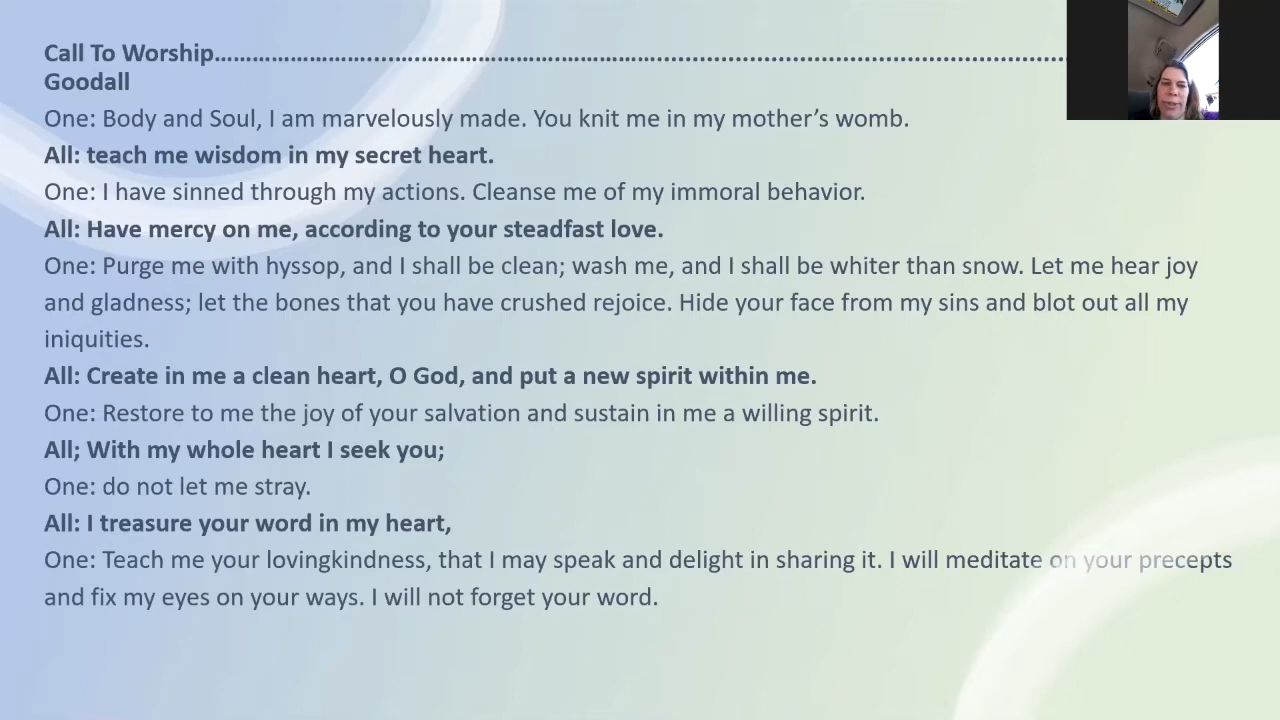 Call To Worship……………………………………………………………………………………………
Goodall
One: Body and Soul, I am marvelously made. You knit me in my mother’s womb.
All: teach me wisdom in my secret heart.
One: I have sinned through my actions. Cleanse me of my immoral behavior.
All: Have mercy on me, according to your steadfast love.
One: Purge me with hyssop, and I shall be clean; wash me, and I shall be whiter than snow. Let me hear joy
and gladness; let the bones that you have crushed rejoice. Hide your face from my sins and blot out all my
iniquities.
All: Create in me a clean heart, O God, and put a new spirit within me.
One: Restore to me the joy of your salvation and sustain in me a willing spirit.
All; With my whole heart I seek you;
One: do not let me stray.
All: I treasure your word in my heart,
One: Teach me your lovingkindness, that I may speak and delight in sharing it. I will meditate on your precepts
and fix my eyes on your ways. I will not forget your word.